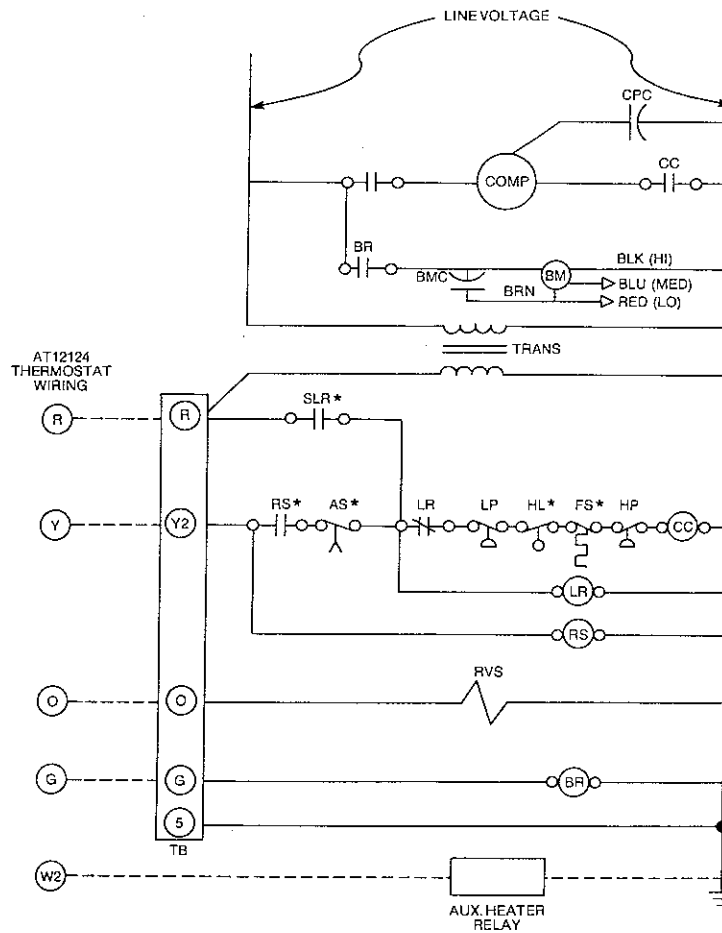 LINE VOLTAGE
CPC
COMP
CC
BR
BLK (HI)
BMC
BM
BLU (MED)
BRN
RED (LO)
TRANS
AT12124
THERMOSTAT
WIRING
R
R
SLR*
Y
Y2
RS*
AS*
LR
LP
HL*
FS*
HP
CC
LR
RS
RVS
O
O
G
G
BR
5
TB
W2
AUX. HEATER
RELAY